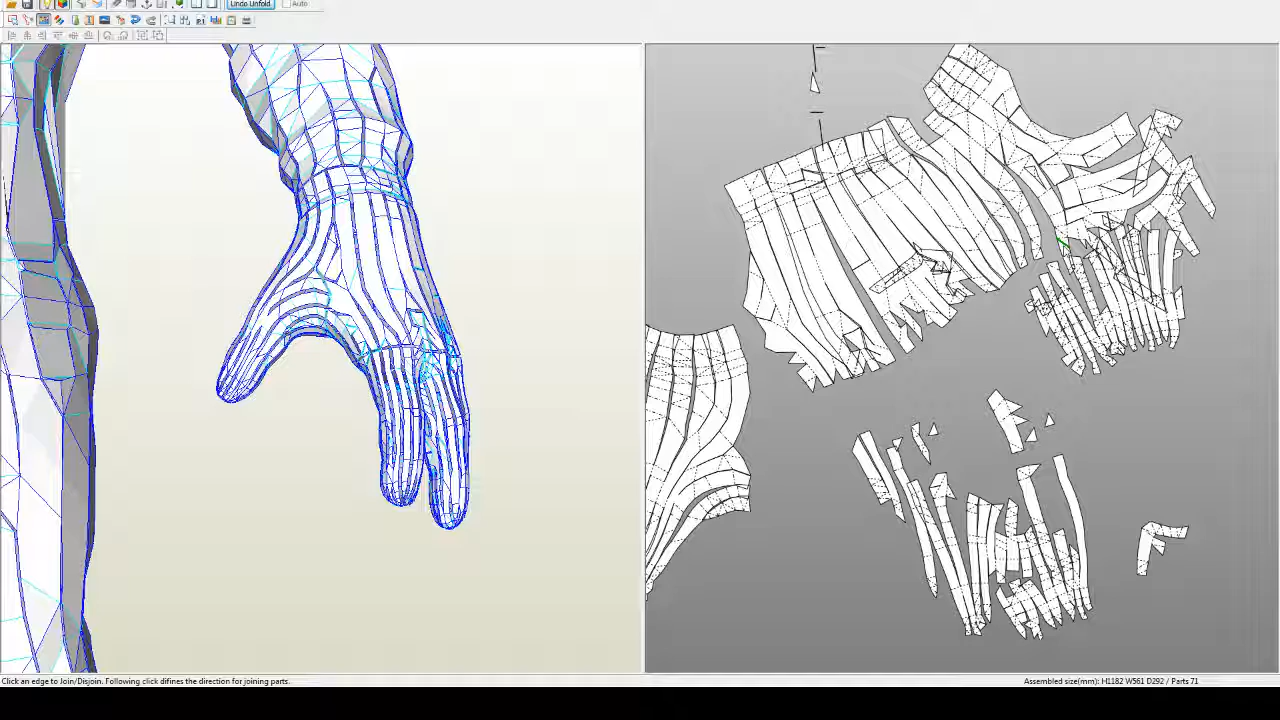 Undo Unfold Auto
Click an edge to Join/Disjoin. Following click difines the direction for joining parts.
Assembled size(mm): H1182 W561 D292 / Parts 71